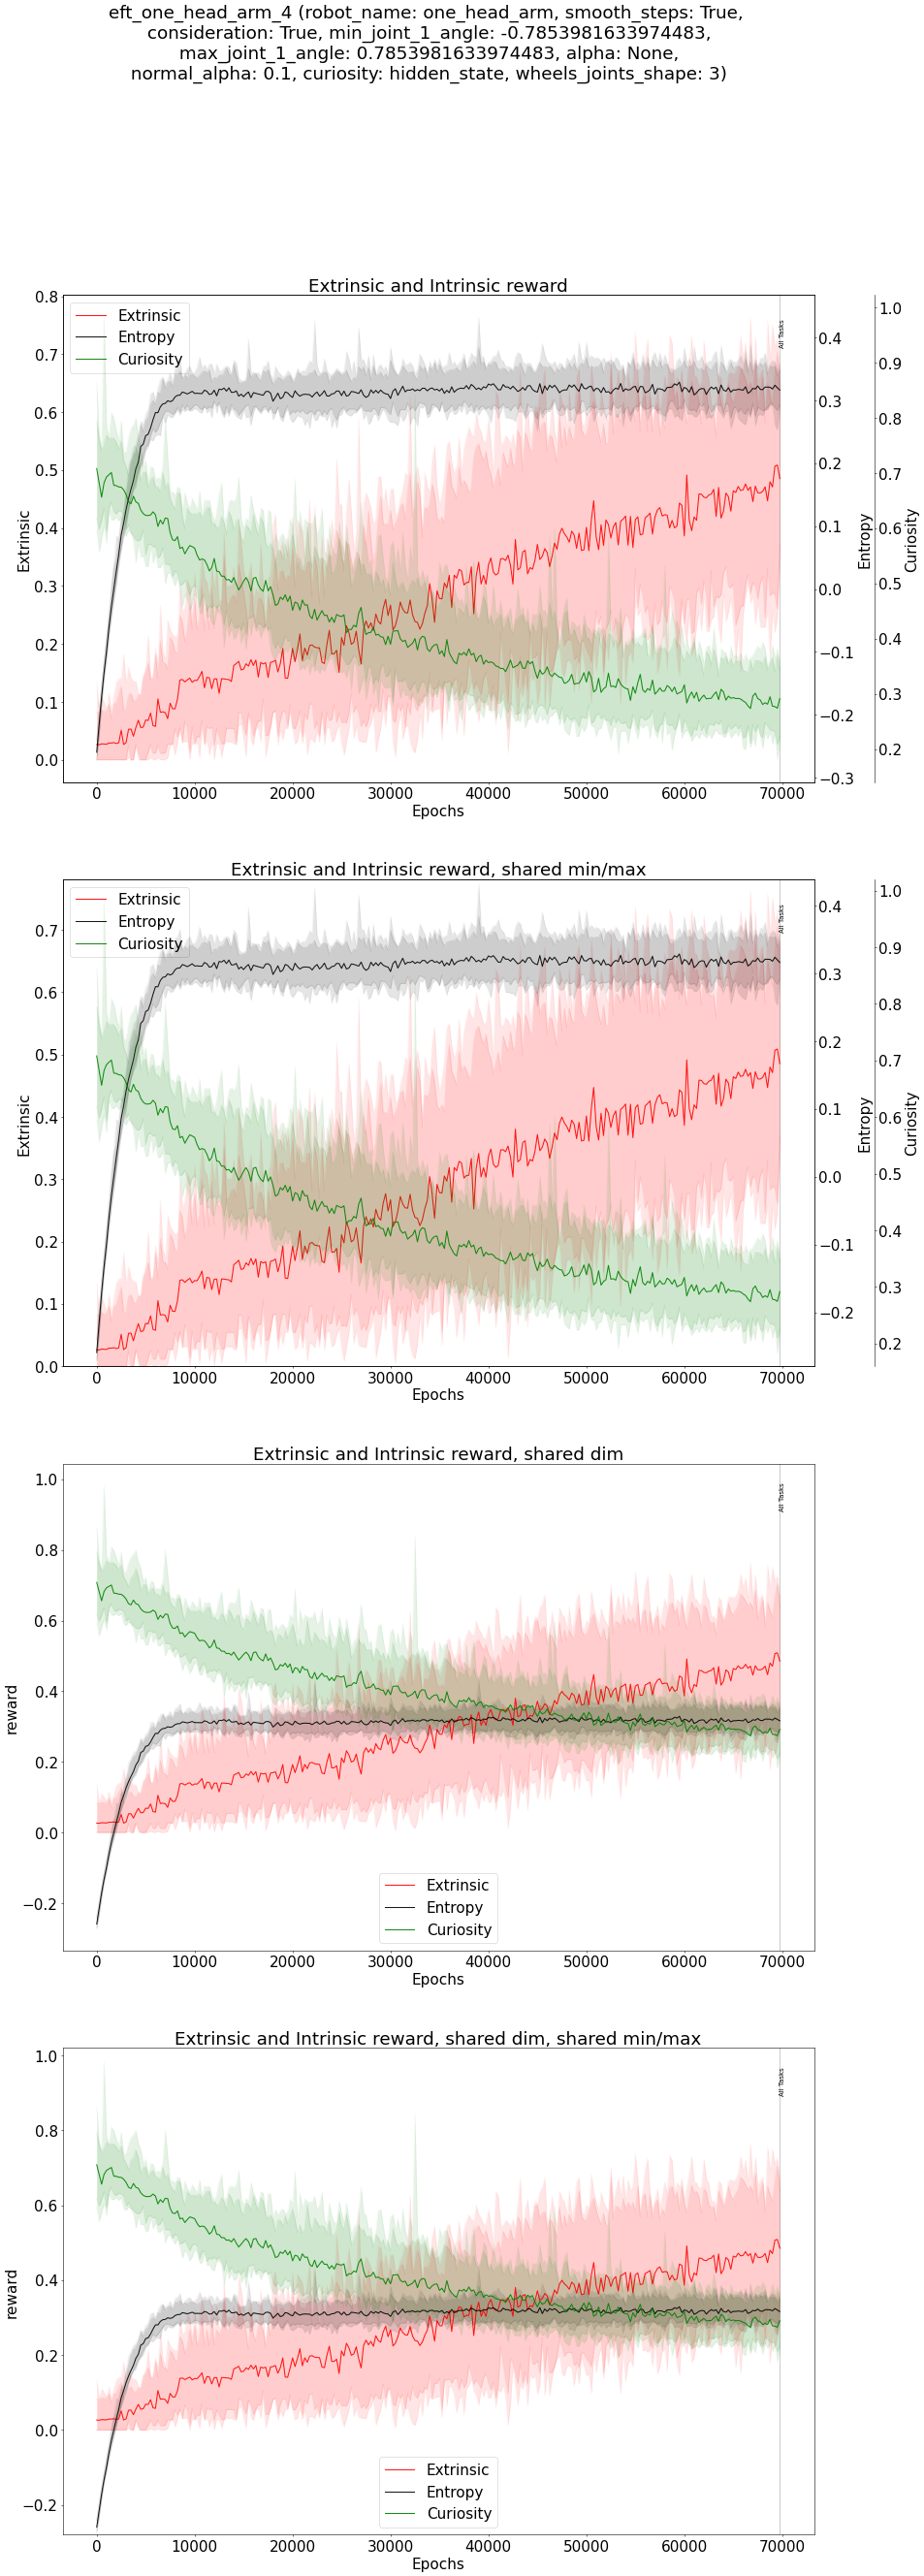 eft_one_head_arm_4 (robot_name: one_head_arm, smooth_steps: True,
consideration: True, min_joint_1_angle: -0.7853981633974483,
max_joint_1_angle: 0.7853981633974483, alpha: None,
normal_alpha: 0.1, curiosity: hidden_state, wheels_joints_shape: 3)
Extrinsic and Intrinsic reward
Extrinsic
Entropy
Curiosity
All Tasks
0.8
0.7
0.6
0.5
0.4
0.3
0.2
0.1
0.0
Extrinsic
0.4
0.3
0.2
0.1
0.0
−0.1
−0.2
−0.3
Entropy
1.0
0.9
0.8
0.7
0.6
0.5
0.4
0.3
0.2
Curiosity
0 10000 20000 30000 40000 50000 60000 70000
Epochs
Extrinsic and Intrinsic reward, shared min/max
Extrinsic
Entropy
Curiosity
All Tasks
0.7
0.6
0.5
0.4
0.3
0.2
0.1
0.0
Extrinsic
0.4
0.3
0.2
0.1
0.0
−0.1
−0.2
Entropy
1.0
0.9
0.8
0.7
0.6
0.5
0.4
0.3
0.2
Curiosity
0 10000 20000 30000 40000 50000 60000 70000
Epochs
Extrinsic and Intrinsic reward, shared dim
All Tasks
1.0
0.8
0.6
0.4
0.2
0.0
−0.2
reward
Extrinsic
Entropy
Curiosity
0 10000 20000 30000 40000 50000 60000 70000
Epochs
Extrinsic and Intrinsic reward, shared dim, shared min/max
All Tasks
1.0
0.8
0.6
0.4
0.2
0.0
−0.2
reward
Extrinsic
Entropy
Curiosity
0 10000 20000 30000 40000 50000 60000 70000
Epochs